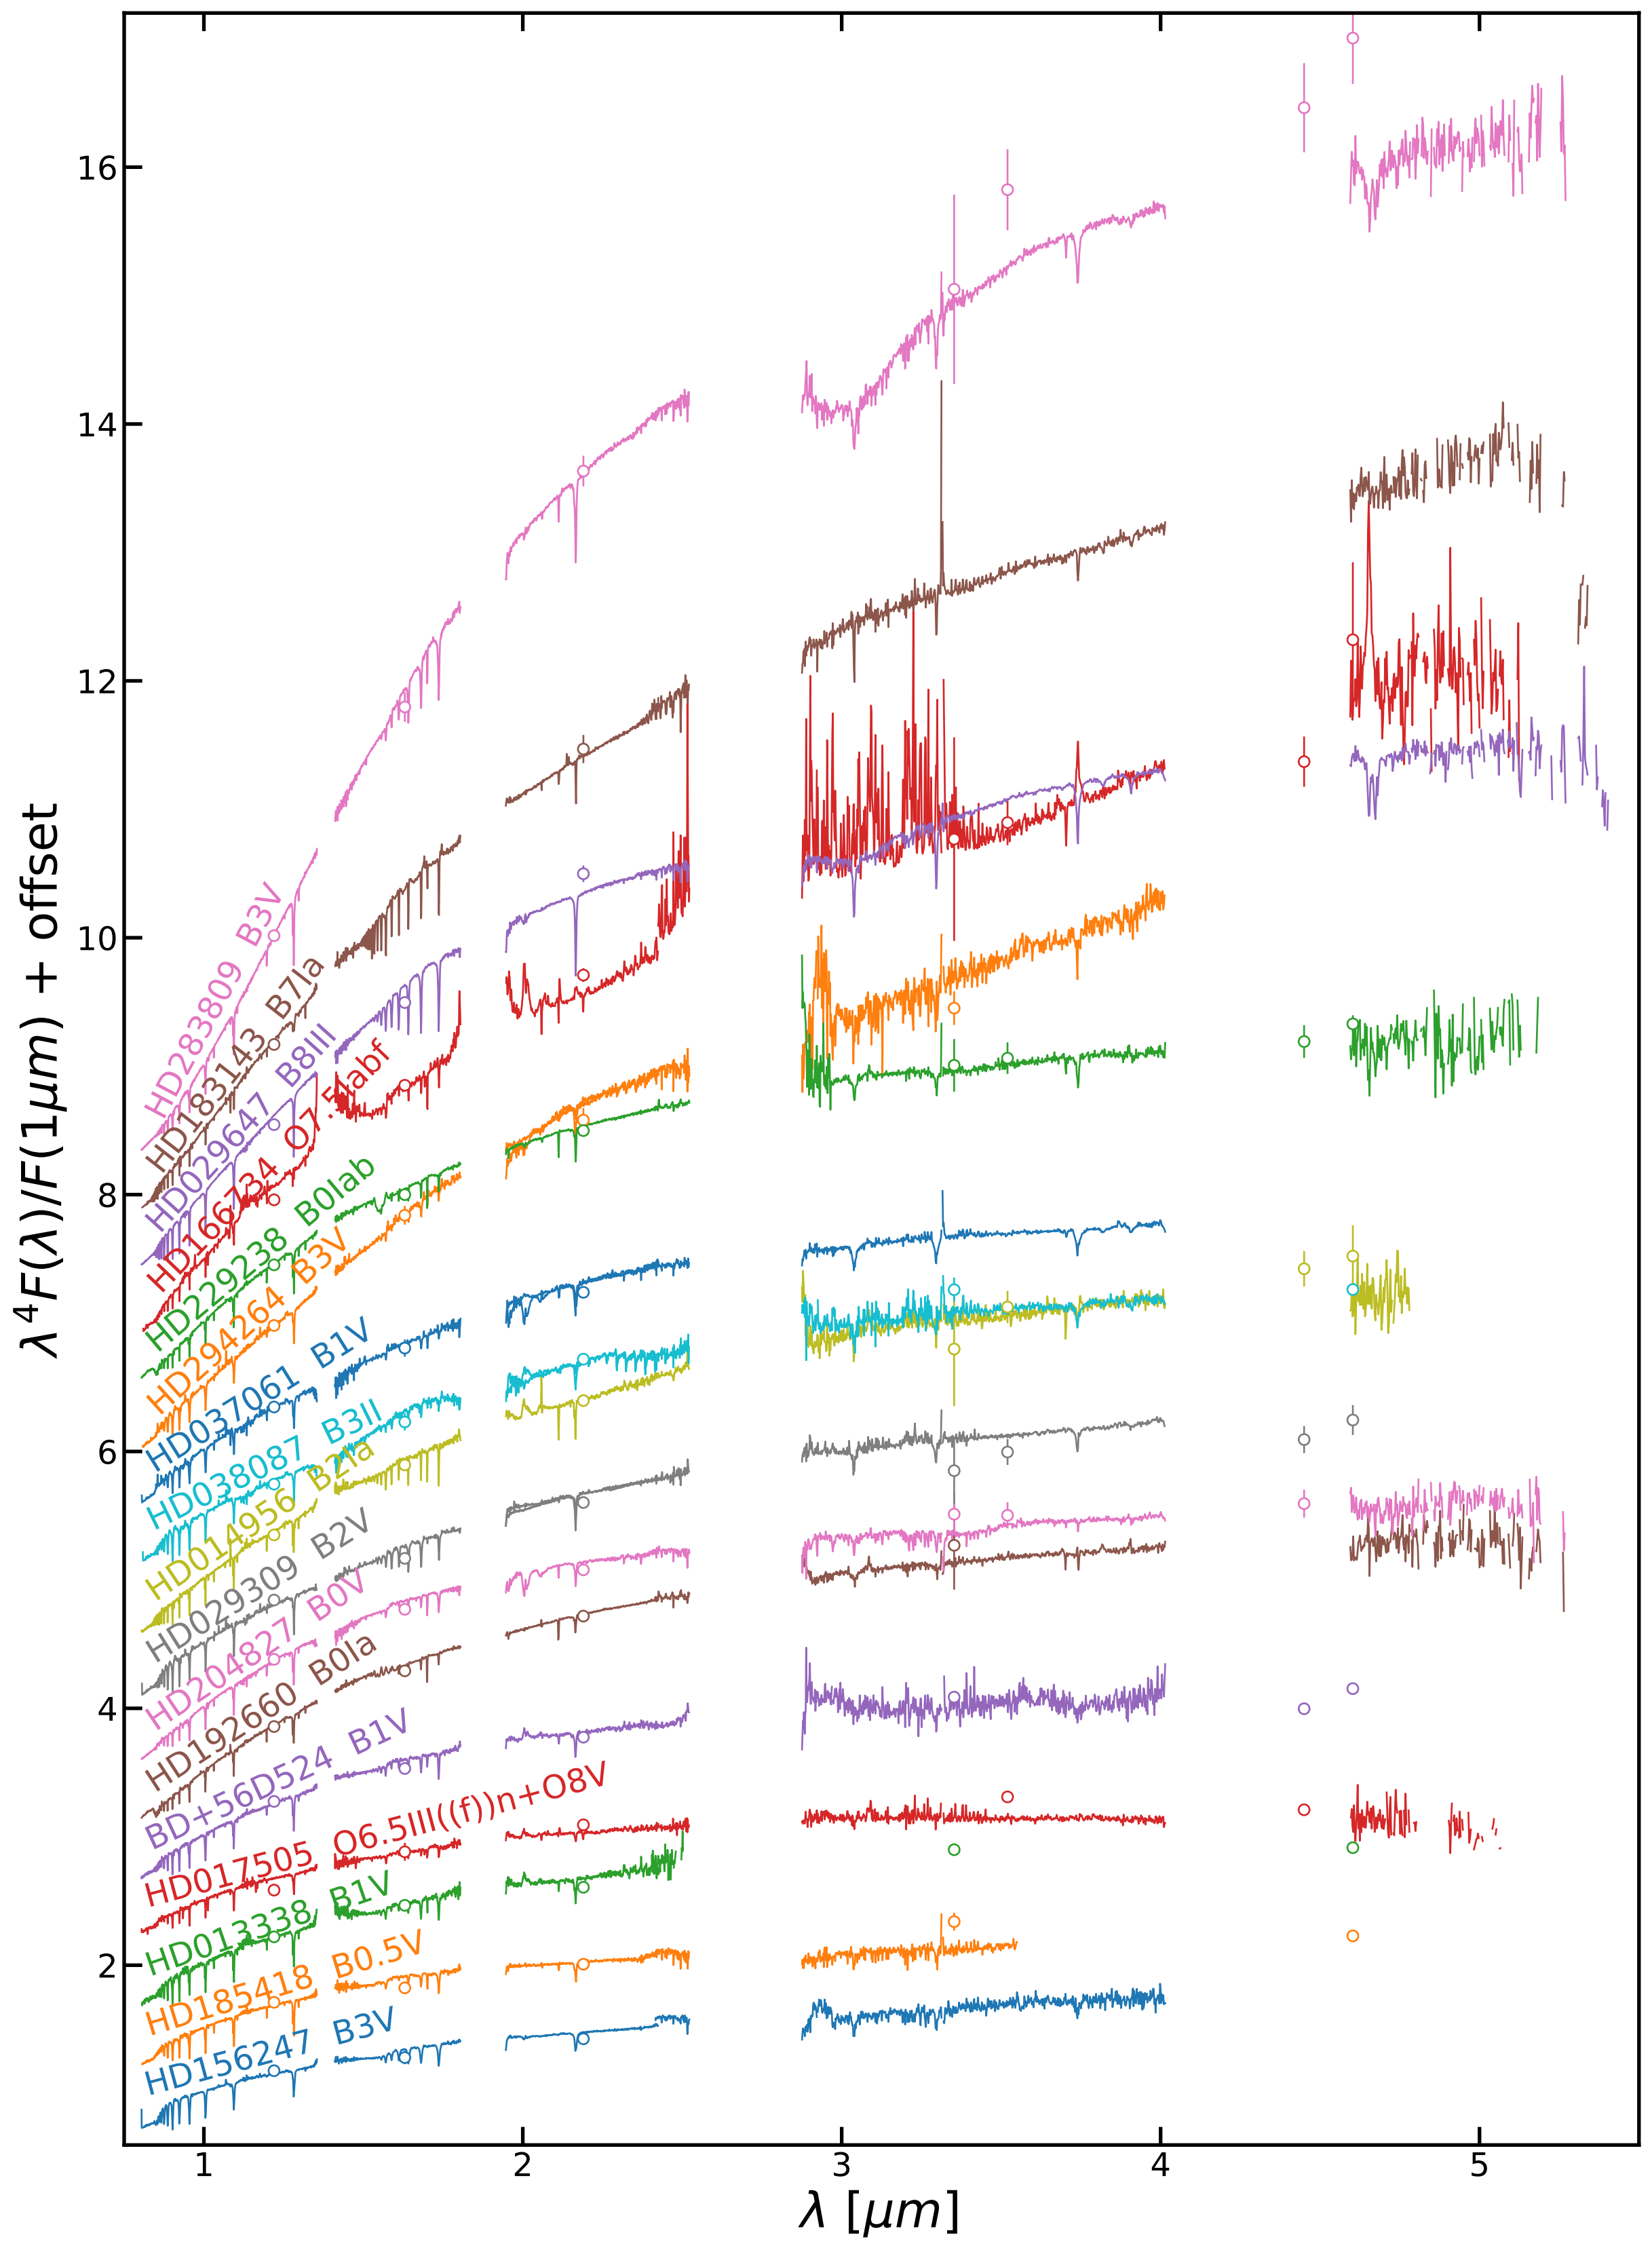 λ⁴F(λ)/F(1μm) + offset
16
14
12
10
8
6
4
2
HD283809 B3V
HD183143 B7Ia
HD029647 B8III
HD166734 O7.5Iabf
HD229238 B0Iab
HD294264 B3V
HD037061 B1V
HD038087 B3II
HD014956 B2Ia
HD029309 B2V
HD204827 B0V
HD192660 B0Ia
BD+56D524 B1V
HD017505 O6.5III((f))n+O8V
HD013338 B1V
HD185418 B0.5V
HD156247 B3V
1 2 3 4 5
λ [μm]